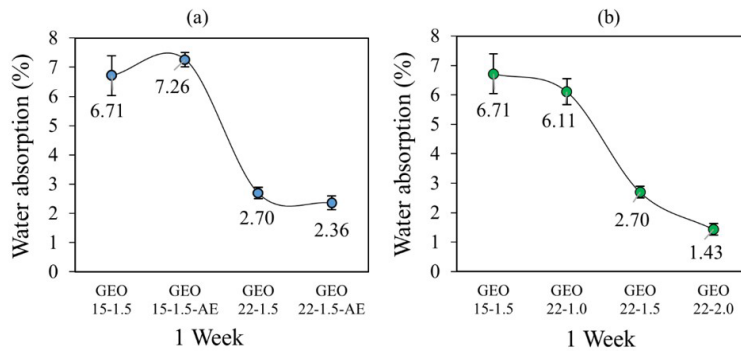 (a)
8
7
6
5
4
3
2
1
0
Water absorption (%)
6.71
7.26
2.70
2.36
GEO GEO GEO GEO
15-1.5 15-1.5-AE 22-1.5 22-1.5-AE
1 Week
(b)
8
7
6
5
4
3
2
1
0
Water absorption (%)
6.71
6.11
2.70
1.43
GEO GEO GEO GEO
15-1.5 22-1.0 22-1.5 22-2.0
1 Week